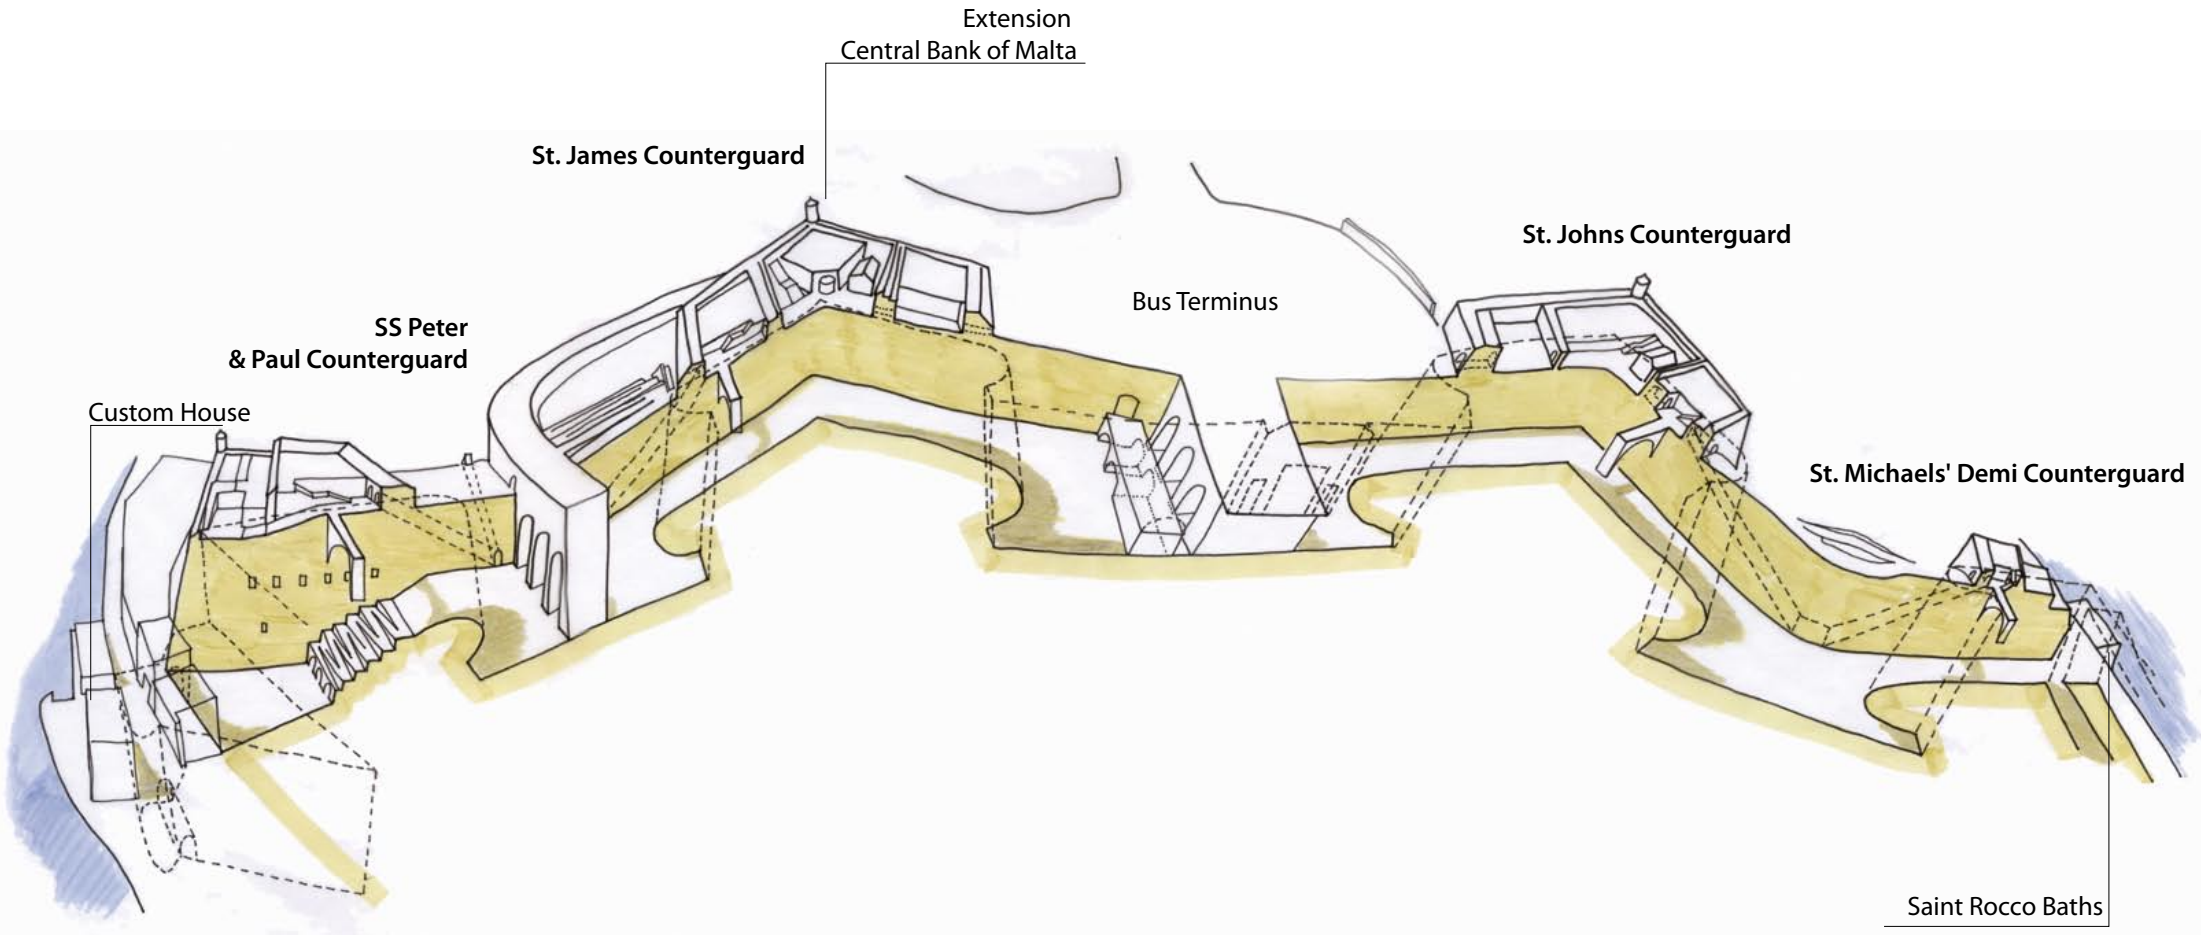 Extension
Central Bank of Malta
St. James Counterguard
St. Johns Counterguard
Bus Terminus
SS Peter
& Paul Counterguard
Custom House
St. Michaels' Demi Counterguard
Saint Rocco Baths